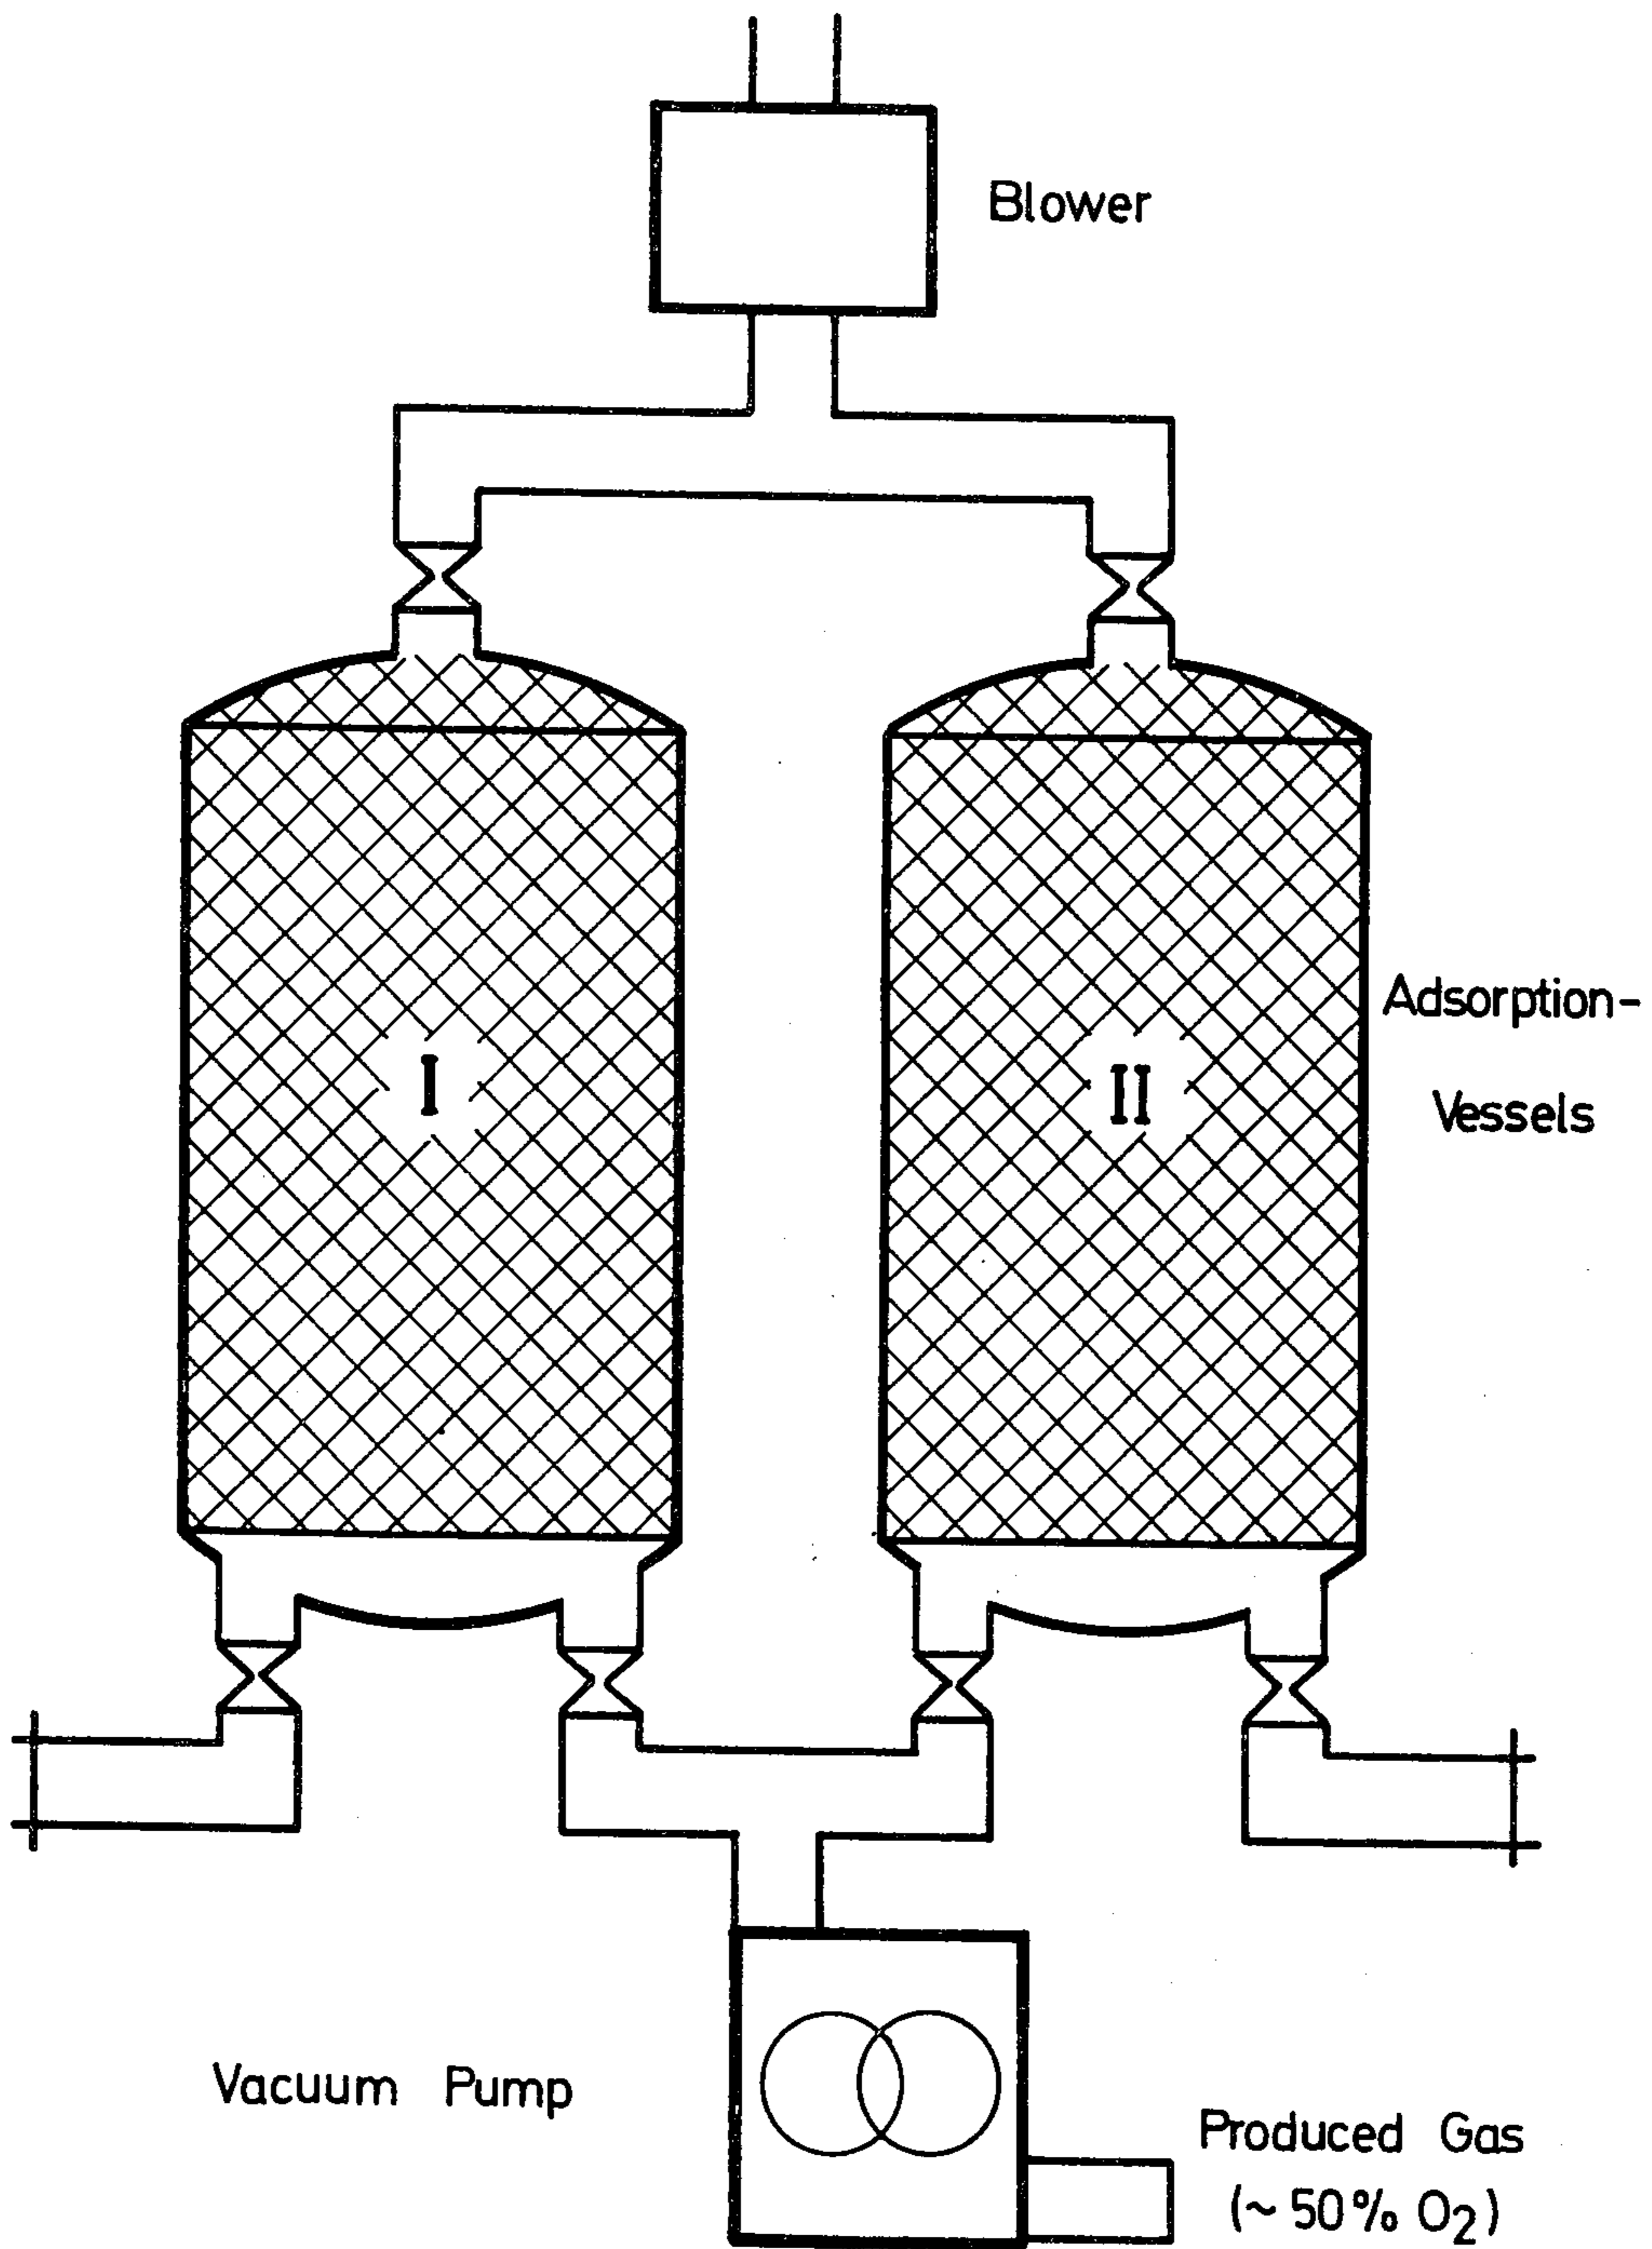 Blower
I
II
Adsorption-
Vessels
Vacuum Pump
Produced Gas
(~ 50% O₂)